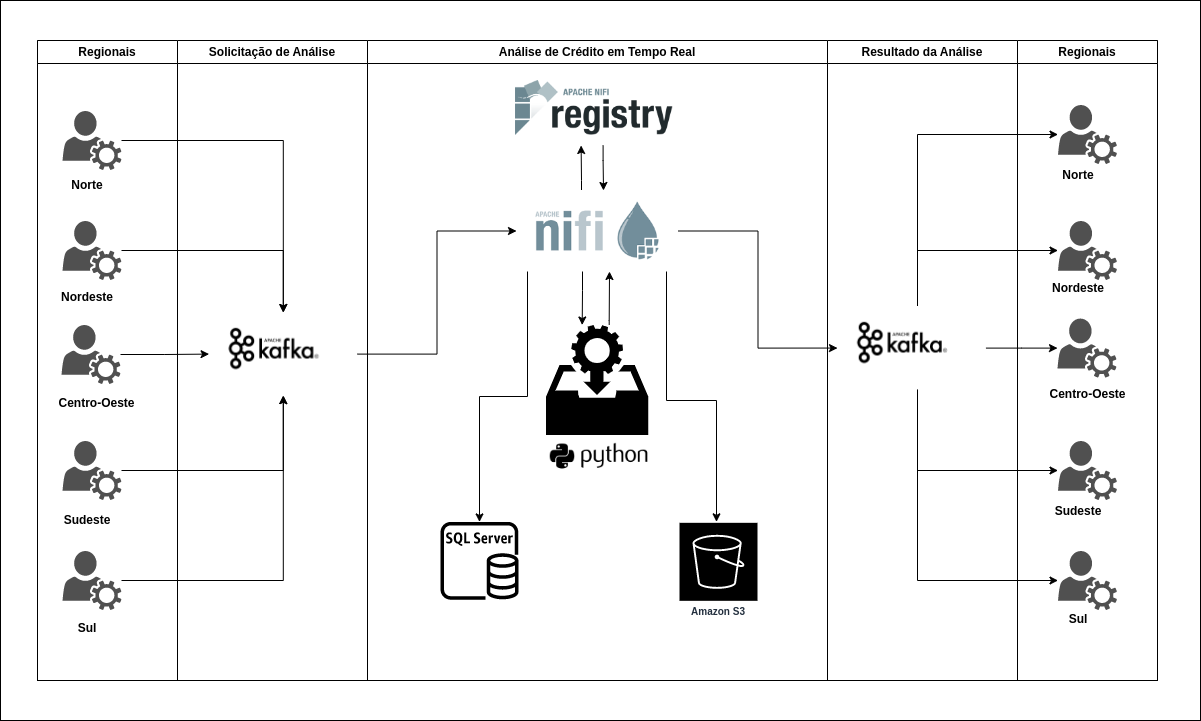 Regionais
Solicitação de Análise
Análise de Crédito em Tempo Real
Resultado da Análise
Regionais
Norte
Nordeste
Centro-Oeste
Sudeste
Sul
APACHE
kafka®
APACHE NIFI
registry
APACHE
nifi
python
SQL Server
Amazon S3
APACHE
kafka®
Norte
Nordeste
Centro-Oeste
Sudeste
Sul